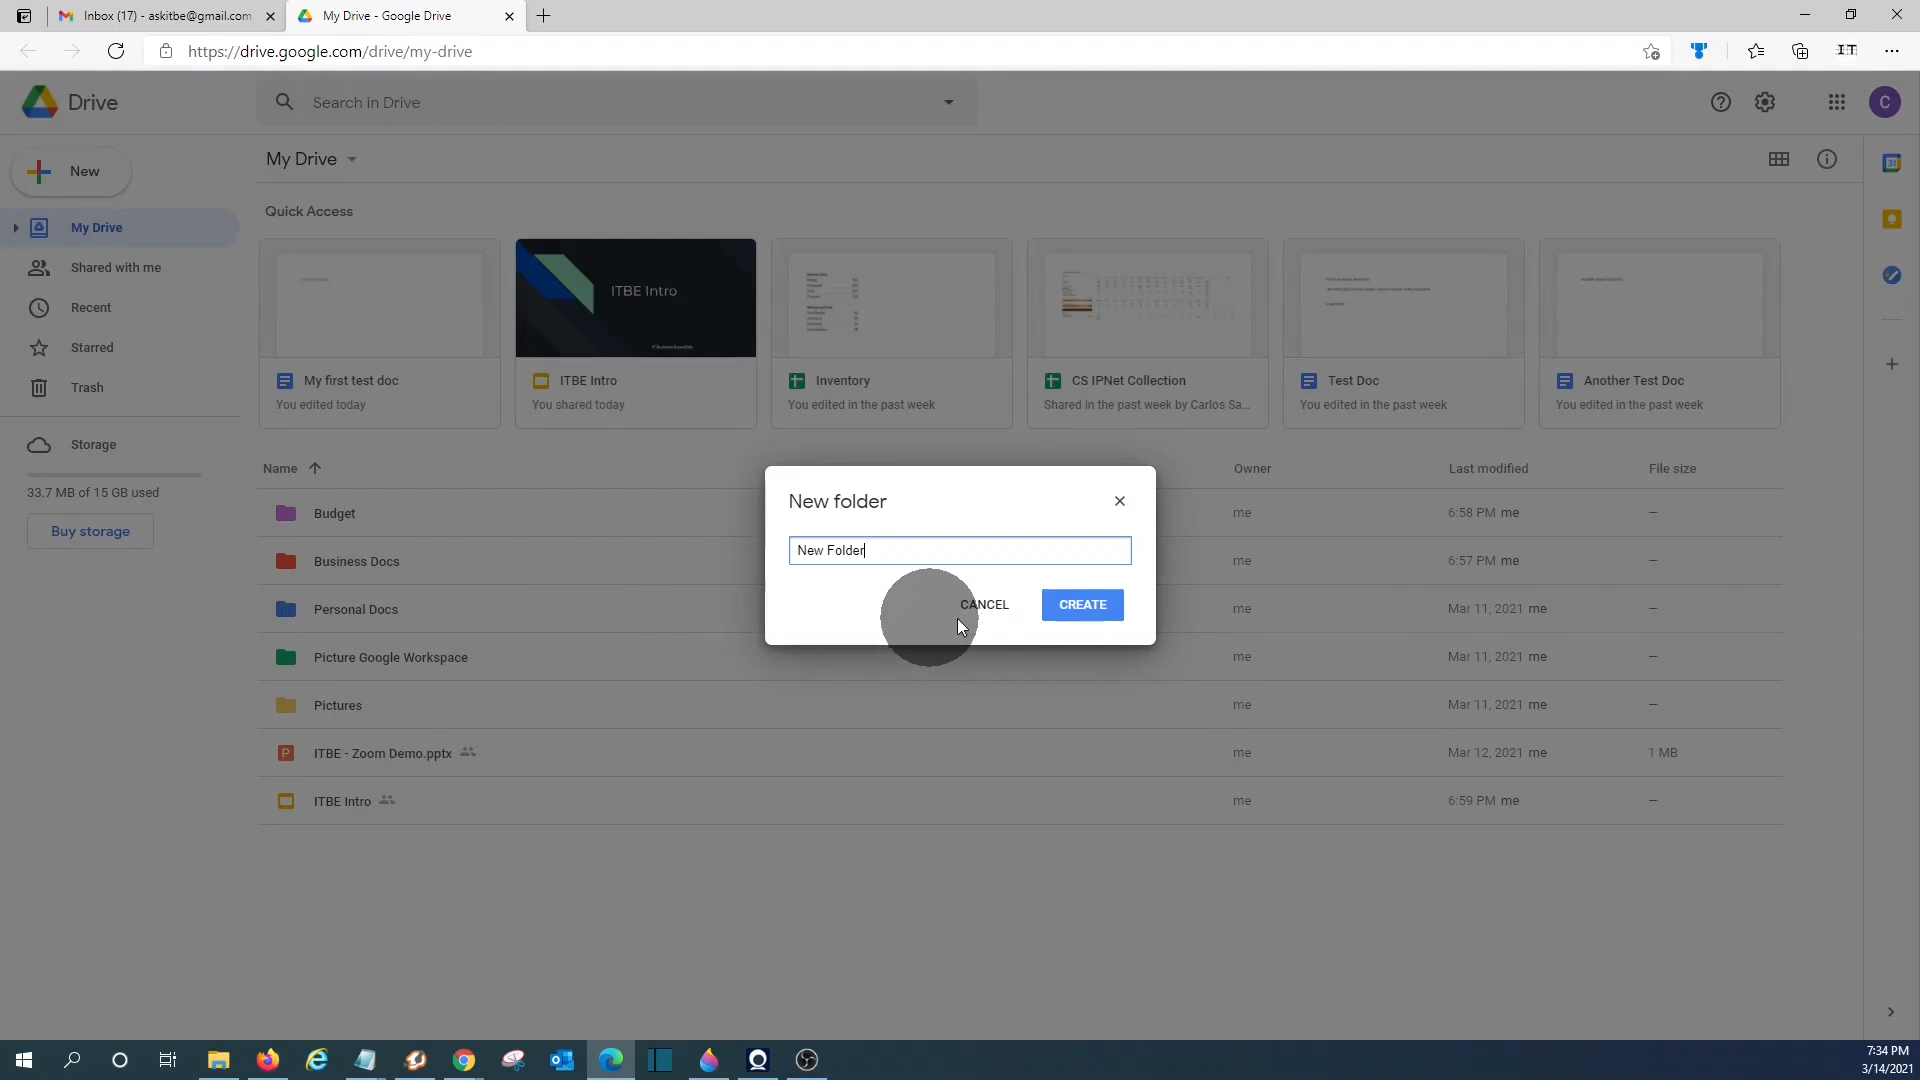 Inbox (17) - askitbe@gmail.com
My Drive - Google Drive
https://drive.google.com/drive/my-drive
IT
Drive
Search in Drive
C
New
My Drive
31
My Drive
Shared with me
Recent
Starred
Trash
Storage
33.7 MB of 15 GB used
Buy storage
Quick Access
ITBE Intro
IT Business Essentials
My first test doc
You edited today
ITBE Intro
You shared today
Inventory
You edited in the past week
CS IPNet Collection
Shared in the past week by Carlos Sa...
Test Doc
You edited in the past week
Another Test Doc
You edited in the past week
Name Owner Last modified File size
Budget me 6:58 PM me –
Business Docs me 6:57 PM me –
Personal Docs me Mar 11, 2021 me –
Picture Google Workspace me Mar 11, 2021 me –
Pictures me Mar 11, 2021 me –
P ITBE - Zoom Demo.pptx me Mar 12, 2021 me 1 MB
ITBE Intro me 6:59 PM me –
New folder
New Folder
CANCEL CREATE
7:34 PM
3/14/2021